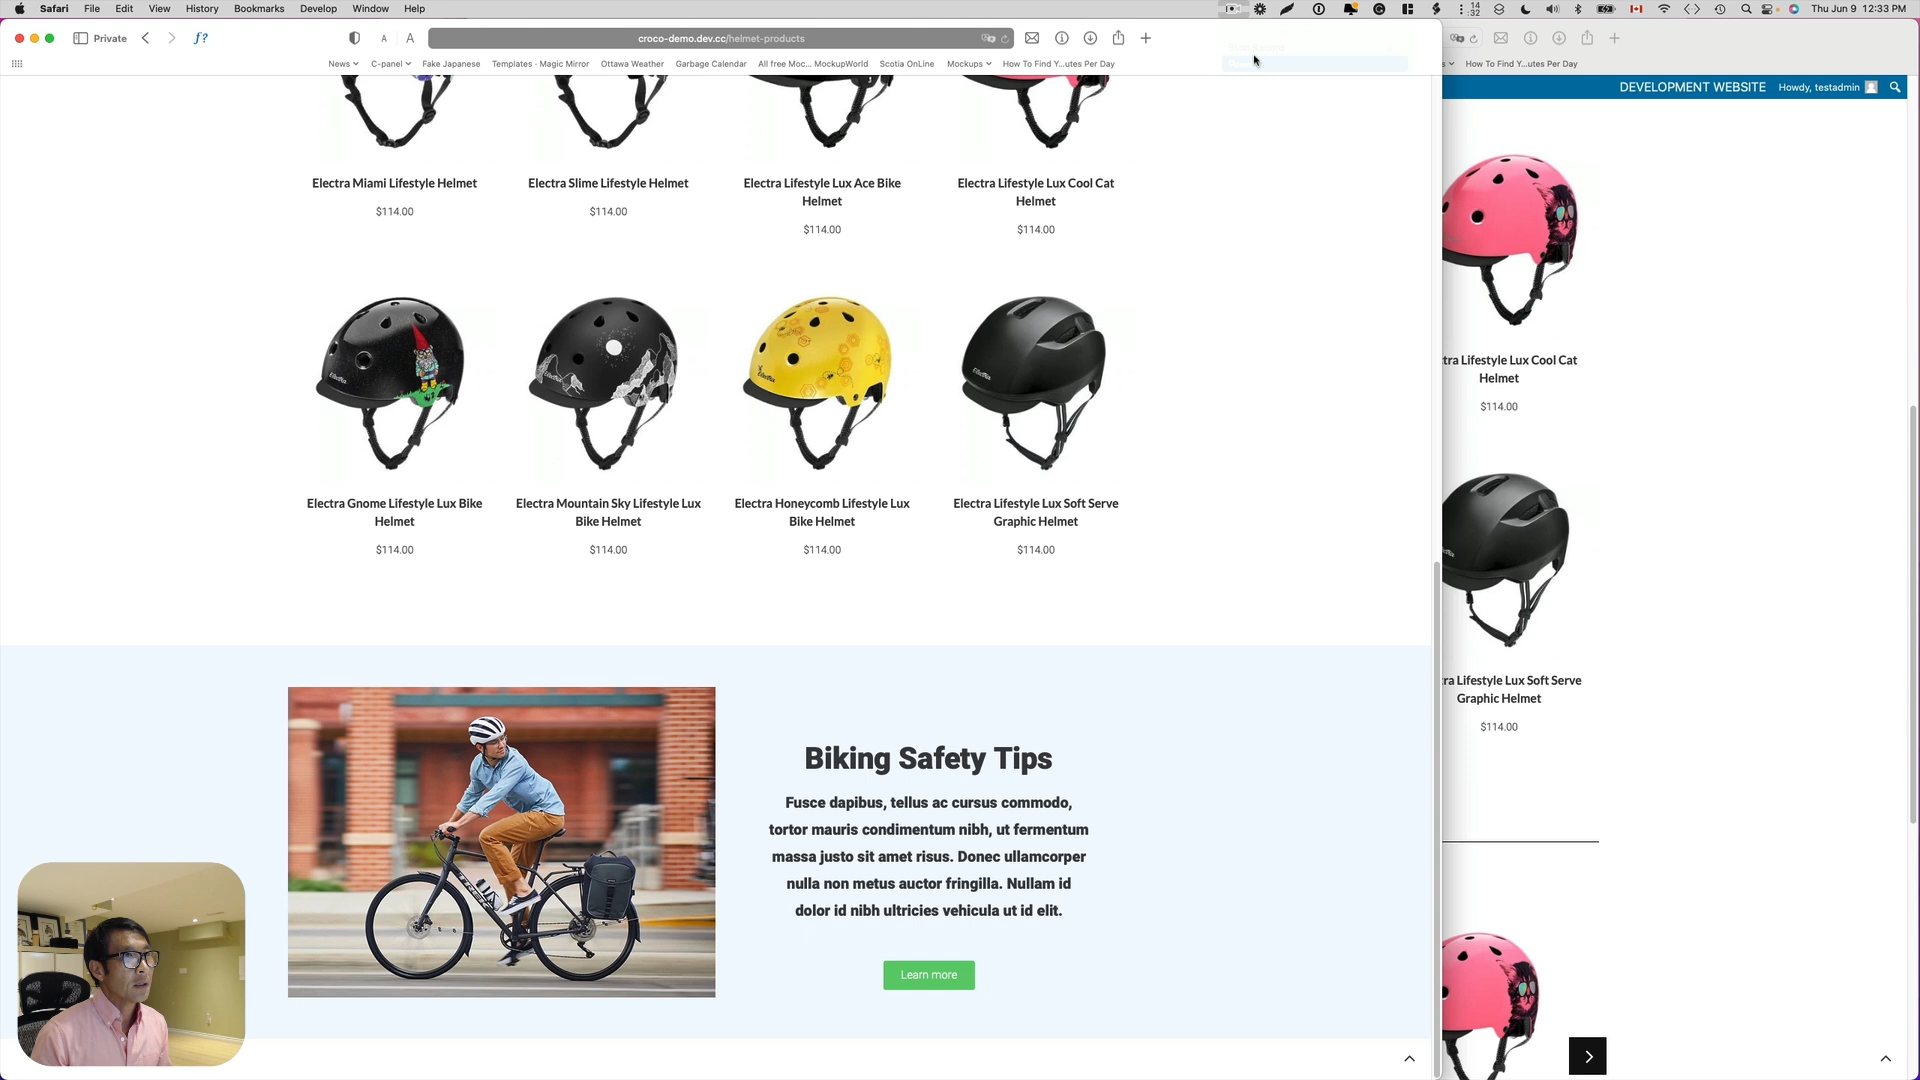 Safari File Edit View History Bookmarks Develop Window Help
14
32
Thu Jun 9 12:33 PM
Private
f?
A A
croco-demo.dev.cc/helmet-products
News C-panel Fake Japanese Templates - Magic Mirror Ottawa Weather Garbage Calendar All free Moc... MockupWorld Scotia OnLine Mockups How To Find Y...utes Per Day
How To Find Y...utes Per Day
DEVELOPMENT WEBSITE Howdy, testadmin
Electra Miami Lifestyle Helmet
$114.00
Electra Slime Lifestyle Helmet
$114.00
Electra Lifestyle Lux Ace Bike
Helmet
$114.00
Electra Lifestyle Lux Cool Cat
Helmet
$114.00
Electra Gnome Lifestyle Lux Bike
Helmet
$114.00
Electra Mountain Sky Lifestyle Lux
Bike Helmet
$114.00
Electra Honeycomb Lifestyle Lux
Bike Helmet
$114.00
Electra Lifestyle Lux Soft Serve
Graphic Helmet
$114.00
Biking Safety Tips
Fusce dapibus, tellus ac cursus commodo,
tortor mauris condimentum nibh, ut fermentum
massa justo sit amet risus. Donec ullamcorper
nulla non metus auctor fringilla. Nullam id
dolor id nibh ultricies vehicula ut id elit.
Learn more
TREK
tra Lifestyle Lux Cool Cat
Helmet
$114.00
ra Lifestyle Lux Soft Serve
Graphic Helmet
$114.00